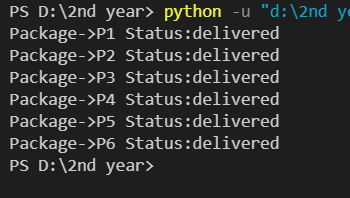 PS D:\2nd year> python -u "d:\2nd ye
Package->P1 Status:delivered
Package->P2 Status:delivered
Package->P3 Status:delivered
Package->P4 Status:delivered
Package->P5 Status:delivered
Package->P6 Status:delivered
PS D:\2nd year>